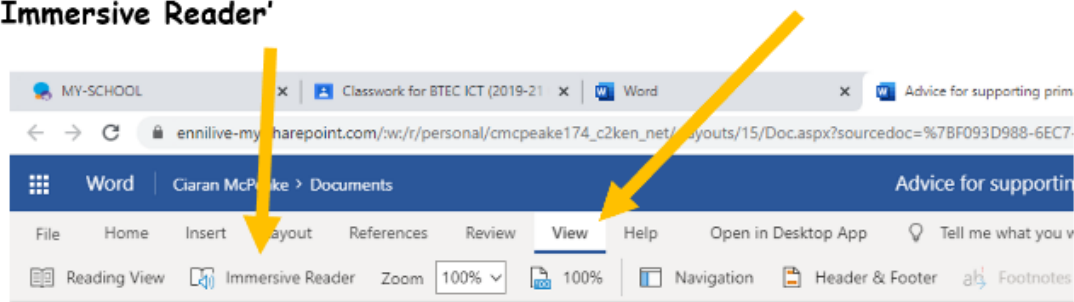 Immersive Reader'
MY-SCHOOL Classwork for BTEC ICT (2019-21 Word Advice for supporting prim
ennilive-my.sharepoint.com/:w:/r/personal/cmcpeake174_c2ken_net/ layouts/15/Doc.aspx?sourcedoc=%7BF093D988-6EC7-
Word Ciaran McPeake > Documents Advice for supportin
File Home Insert Layout References Review View Help Open in Desktop App Tell me what you w
Reading View Immersive Reader Zoom 100% 100% Navigation Header & Footer ab Footnotes